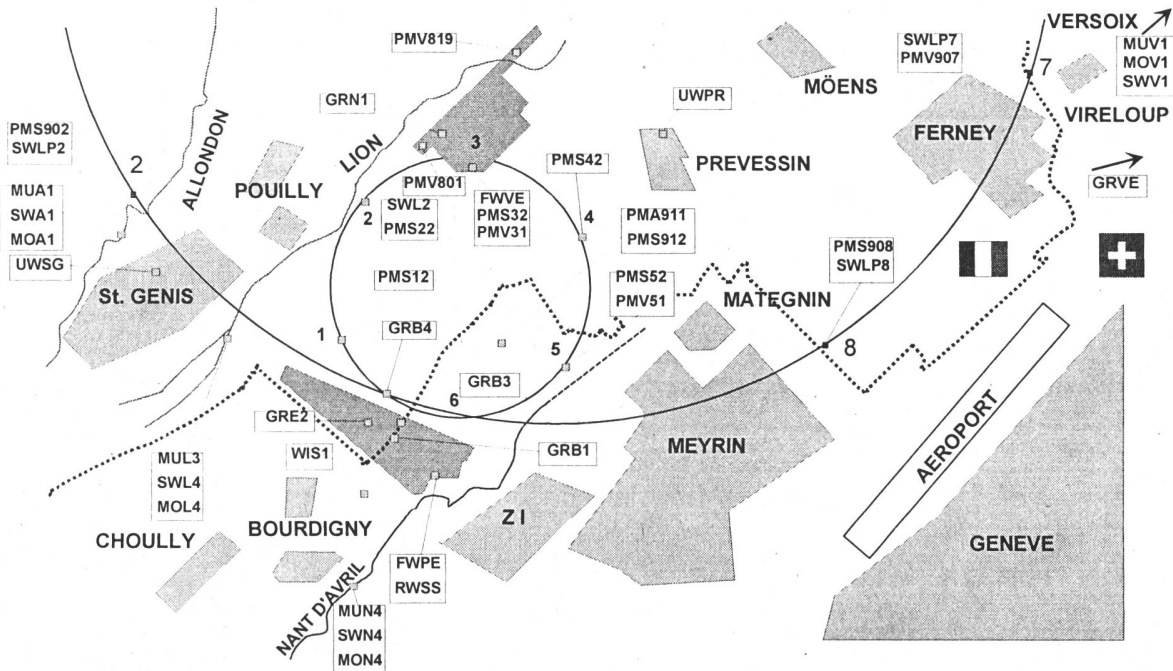 VERSOIX
MUV1
MOV1
SWV1
7
VIRELOUP
SWLP7
PMV907
FERNEY
GRVE
MÖENS
PMV819
GRN1
UWPR
PREVESSIN
LION
ALLONDON
POUILLY
PMS902
SWLP2
2
MUA1
SWA1
MOA1
UWSG
St. GENIS
3
PMV801
2
SWL2
PMS22
FWVE
PMS32
PMV31
PMS42
4
PMA911
PMS912
PMS12
PMS52
PMV51
PMS908
SWLP8
8
MATEGNIN
1
GRB4
5
GRB3
6
GRE2
WIS1
GRB1
MEYRIN
AEROPORT
GENEVE
MUL3
SWL4
MOL4
CHOULLY
BOURDIGNY
Z I
FWPE
RWSS
NANT D'AVRIL
MUN4
SWN4
MON4